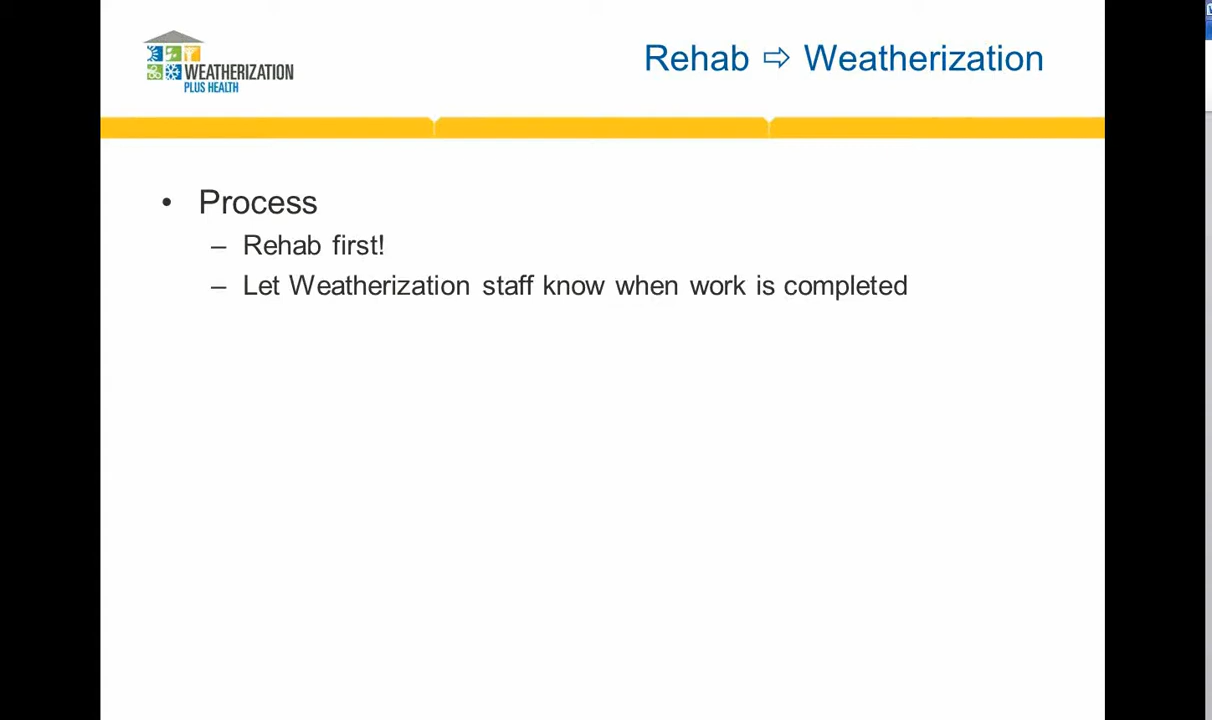 WEATHERIZATION
PLUS HEALTH
Rehab ⇨ Weatherization
• Process
– Rehab first!
– Let Weatherization staff know when work is completed